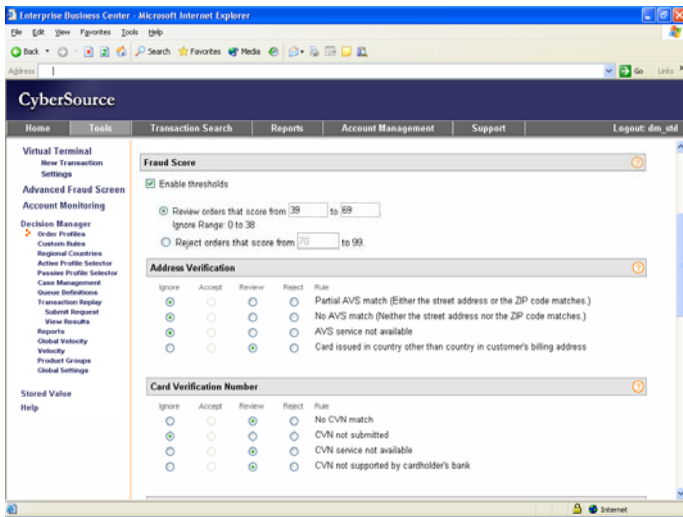 Enterprise Business Center - Microsoft Internet Explorer
File Edit View Favorites Tools Help
Back Search Favorites Media
Address Go Links
CyberSource
Home Tools Transaction Search Reports Account Management Support Logout: dm_std
Virtual Terminal
New Transaction
Settings
Advanced Fraud Screen
Account Monitoring
Decision Manager
Order Profiles
Custom Rules
Regional Countries
Active Profile Selector
Passive Profile Selector
Case Management
Queue Definitions
Transaction Replay
Submit Request
View Results
Reports
Global Velocity
Velocity
Product Groups
Global Settings
Stored Value
Help
Fraud Score
Enable thresholds
Review orders that score from 39 to 69.
Ignore Range: 0 to 38
Reject orders that score from 70 to 99.
Address Verification
Ignore Accept Review Reject Rule
Partial AVS match (Either the street address or the ZIP code matches.)
No AVS match (Neither the street address nor the ZIP code matches.)
AVS service not available
Card issued in country other than country in customer's billing address
Card Verification Number
Ignore Accept Review Reject Rule
No CVN match
CVN not submitted
CVN service not available
CVN not supported by cardholder's bank
Internet